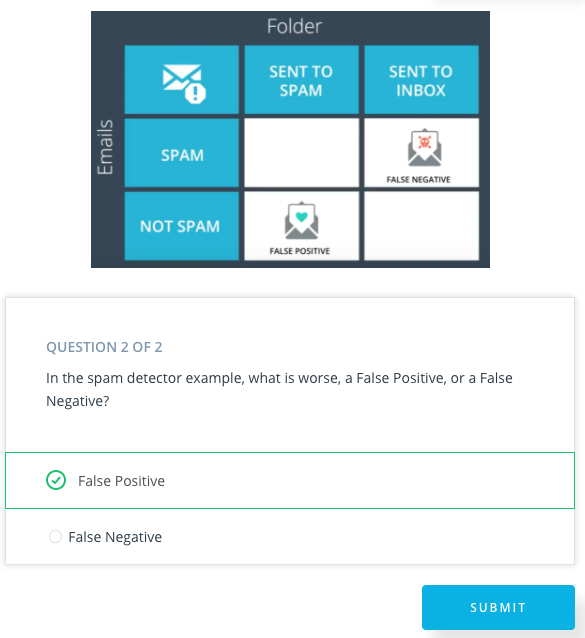 Folder
SENT TO
SPAM
SENT TO
INBOX
Emails
SPAM
FALSE NEGATIVE
NOT SPAM
FALSE POSITIVE
QUESTION 2 OF 2
In the spam detector example, what is worse, a False Positive, or a False
Negative?
False Positive
False Negative
SUBMIT